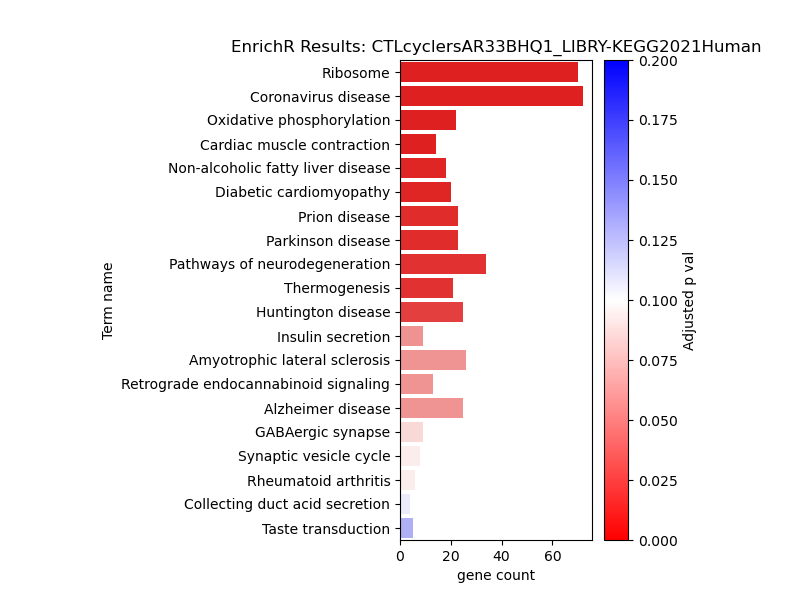 EnrichR Results: CTLcyclersAR33BHQ1_LIBRY-KEGG2021Human
Term name
Ribosome
Coronavirus disease
Oxidative phosphorylation
Cardiac muscle contraction
Non-alcoholic fatty liver disease
Diabetic cardiomyopathy
Prion disease
Parkinson disease
Pathways of neurodegeneration
Thermogenesis
Huntington disease
Insulin secretion
Amyotrophic lateral sclerosis
Retrograde endocannabinoid signaling
Alzheimer disease
GABAergic synapse
Synaptic vesicle cycle
Rheumatoid arthritis
Collecting duct acid secretion
Taste transduction
0 20 40 60
gene count
0.200
0.175
0.150
0.125
0.100
0.075
0.050
0.025
0.000
Adjusted p val